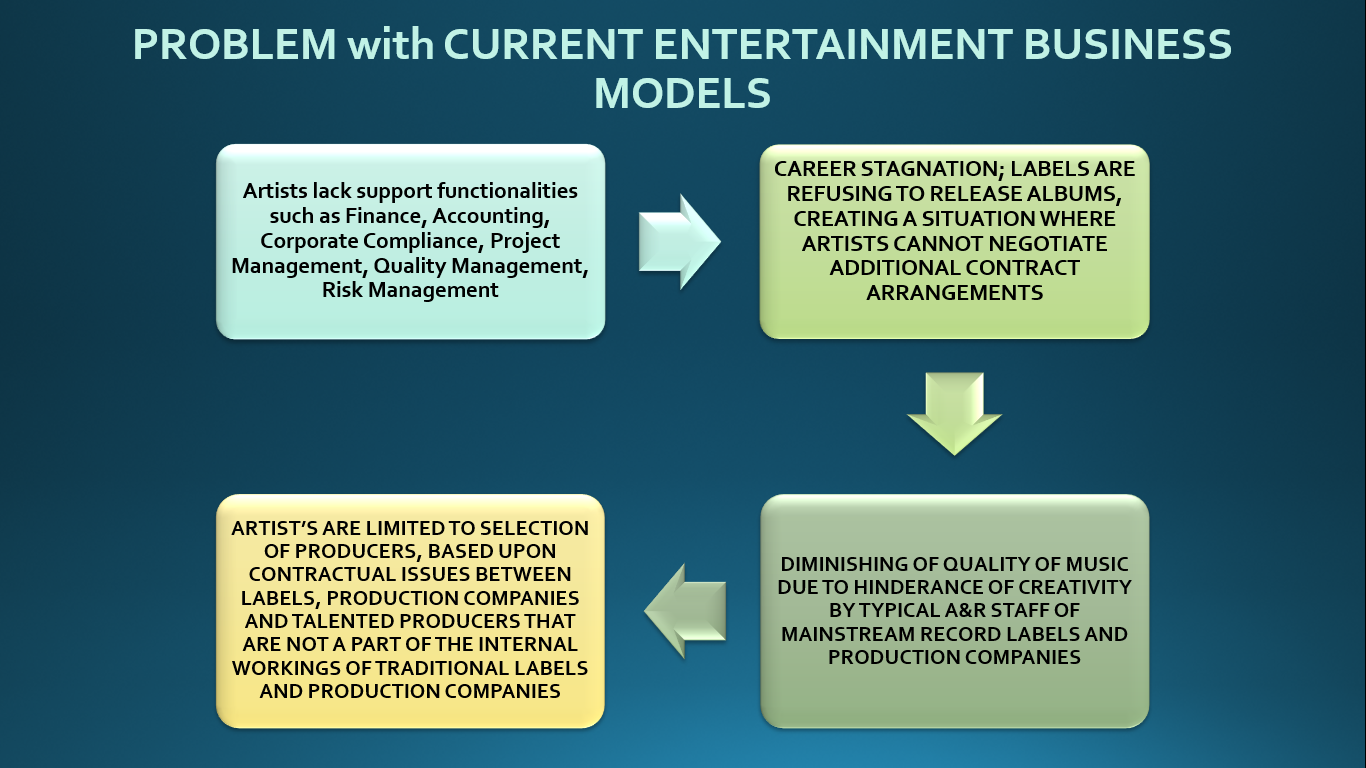 PROBLEM with CURRENT ENTERTAINMENT BUSINESS
MODELS
Artists lack support functionalities
such as Finance, Accounting,
Corporate Compliance, Project
Management, Quality Management,
Risk Management
CAREER STAGNATION; LABELS ARE
REFUSING TO RELEASE ALBUMS,
CREATING A SITUATION WHERE
ARTISTS CANNOT NEGOTIATE
ADDITIONAL CONTRACT
ARRANGEMENTS
DIMINISHING OF QUALITY OF MUSIC
DUE TO HINDERANCE OF CREATIVITY
BY TYPICAL A&R STAFF OF
MAINSTREAM RECORD LABELS AND
PRODUCTION COMPANIES
ARTIST’S ARE LIMITED TO SELECTION
OF PRODUCERS, BASED UPON
CONTRACTUAL ISSUES BETWEEN
LABELS, PRODUCTION COMPANIES
AND TALENTED PRODUCERS THAT
ARE NOT A PART OF THE INTERNAL
WORKINGS OF TRADITIONAL LABELS
AND PRODUCTION COMPANIES